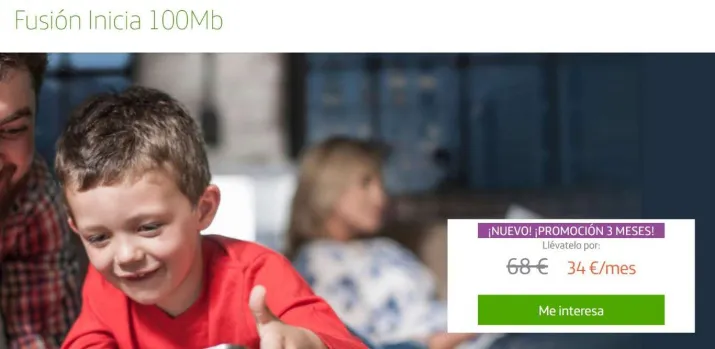 Fusión Inicia 100Mb
¡NUEVO! ¡PROMOCIÓN 3 MESES!
Llévatelo por:
68 € 34 €/mes
Me interesa